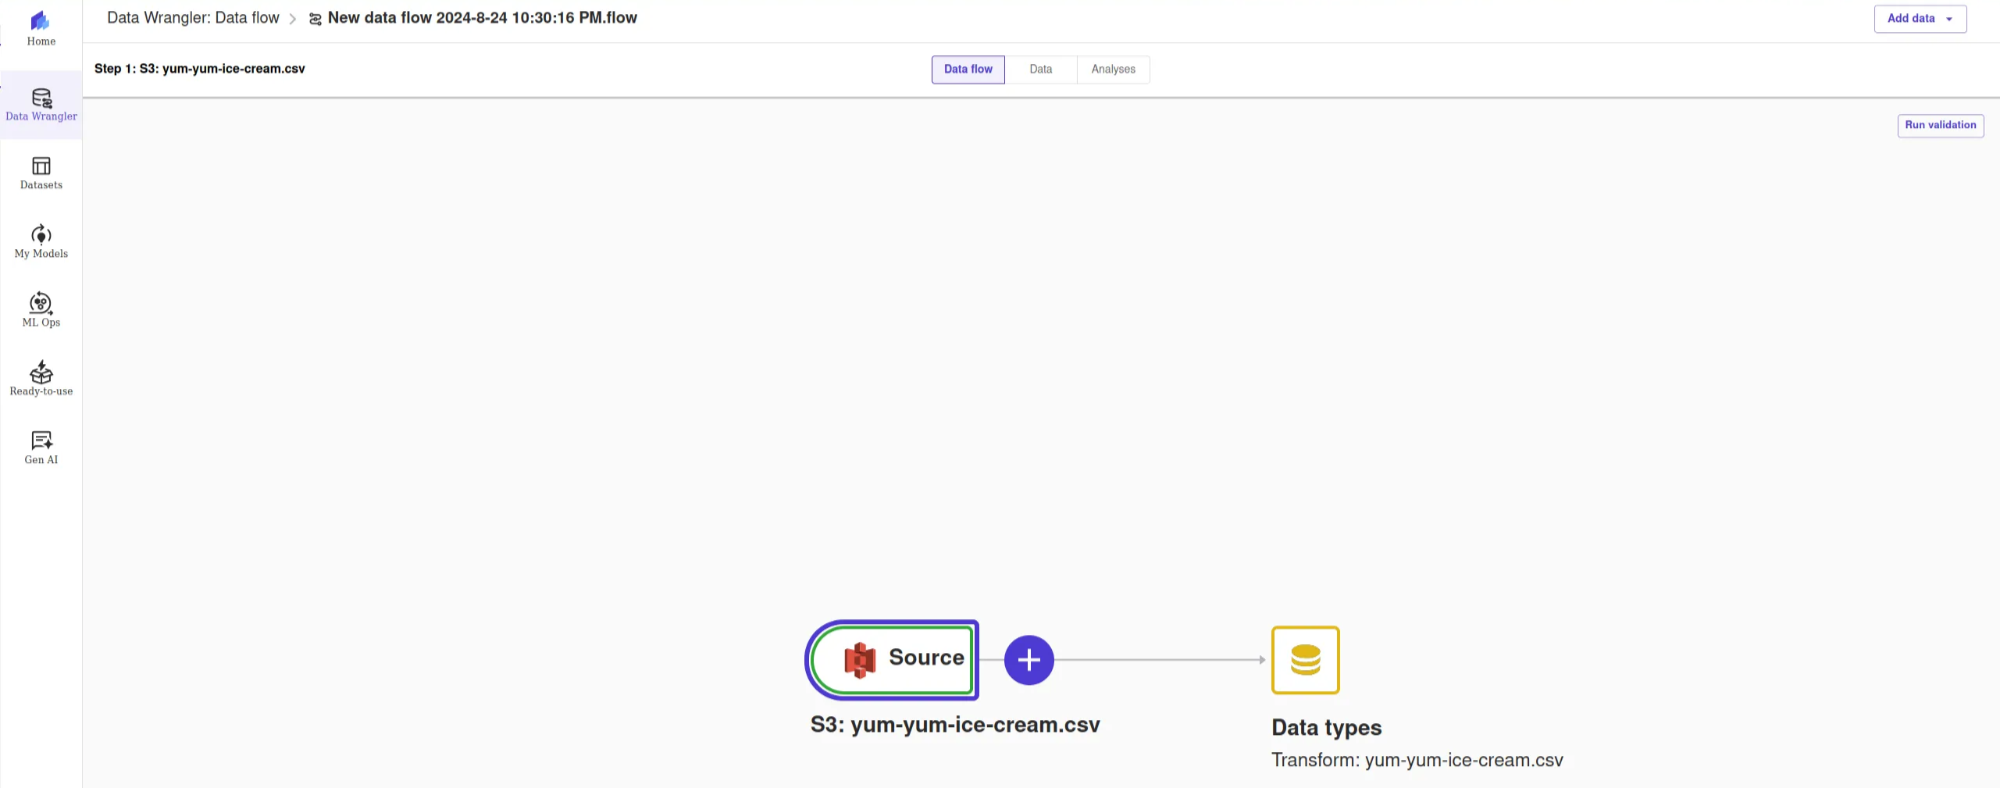 Home
Data Wrangler: Data flow
New data flow 2024-8-24 10:30:16 PM.flow
Add data
Step 1: S3: yum-yum-ice-cream.csv
Data flow
Data
Analyses
Run validation
Data Wrangler
Datasets
My Models
ML Ops
Ready-to-use
Gen AI
Source
S3: yum-yum-ice-cream.csv
Data types
Transform: yum-yum-ice-cream.csv